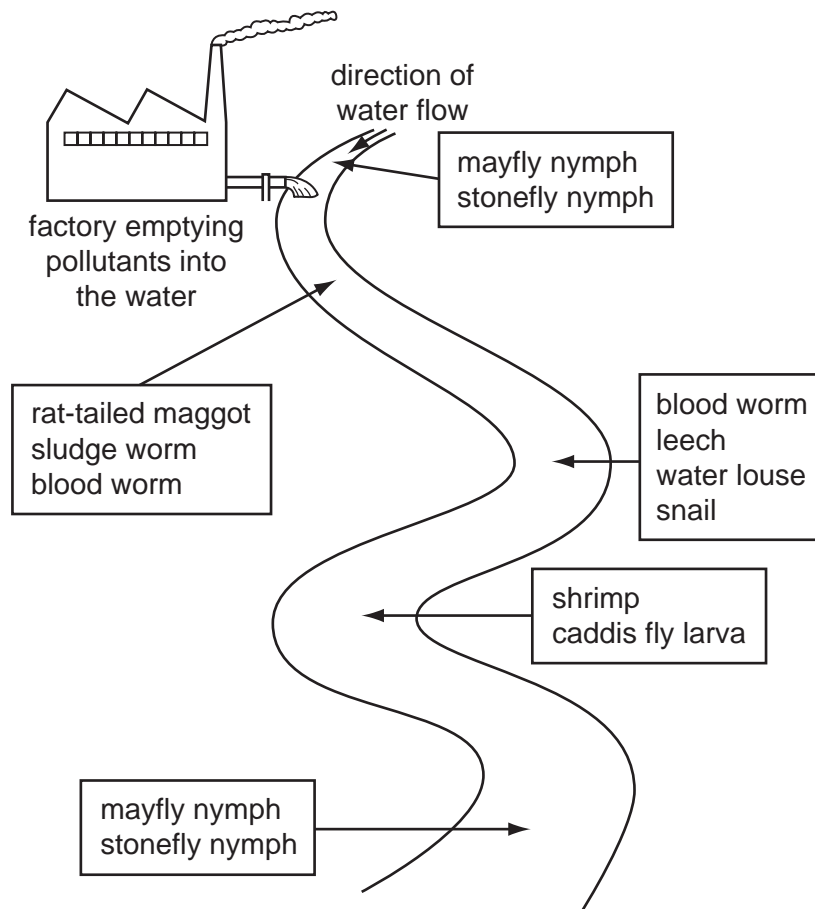 direction of
water flow
mayfly nymph
stonefly nymph
factory emptying
pollutants into
the water
rat-tailed maggot
sludge worm
blood worm
blood worm
leech
water louse
snail
shrimp
caddis fly larva
mayfly nymph
stonefly nymph